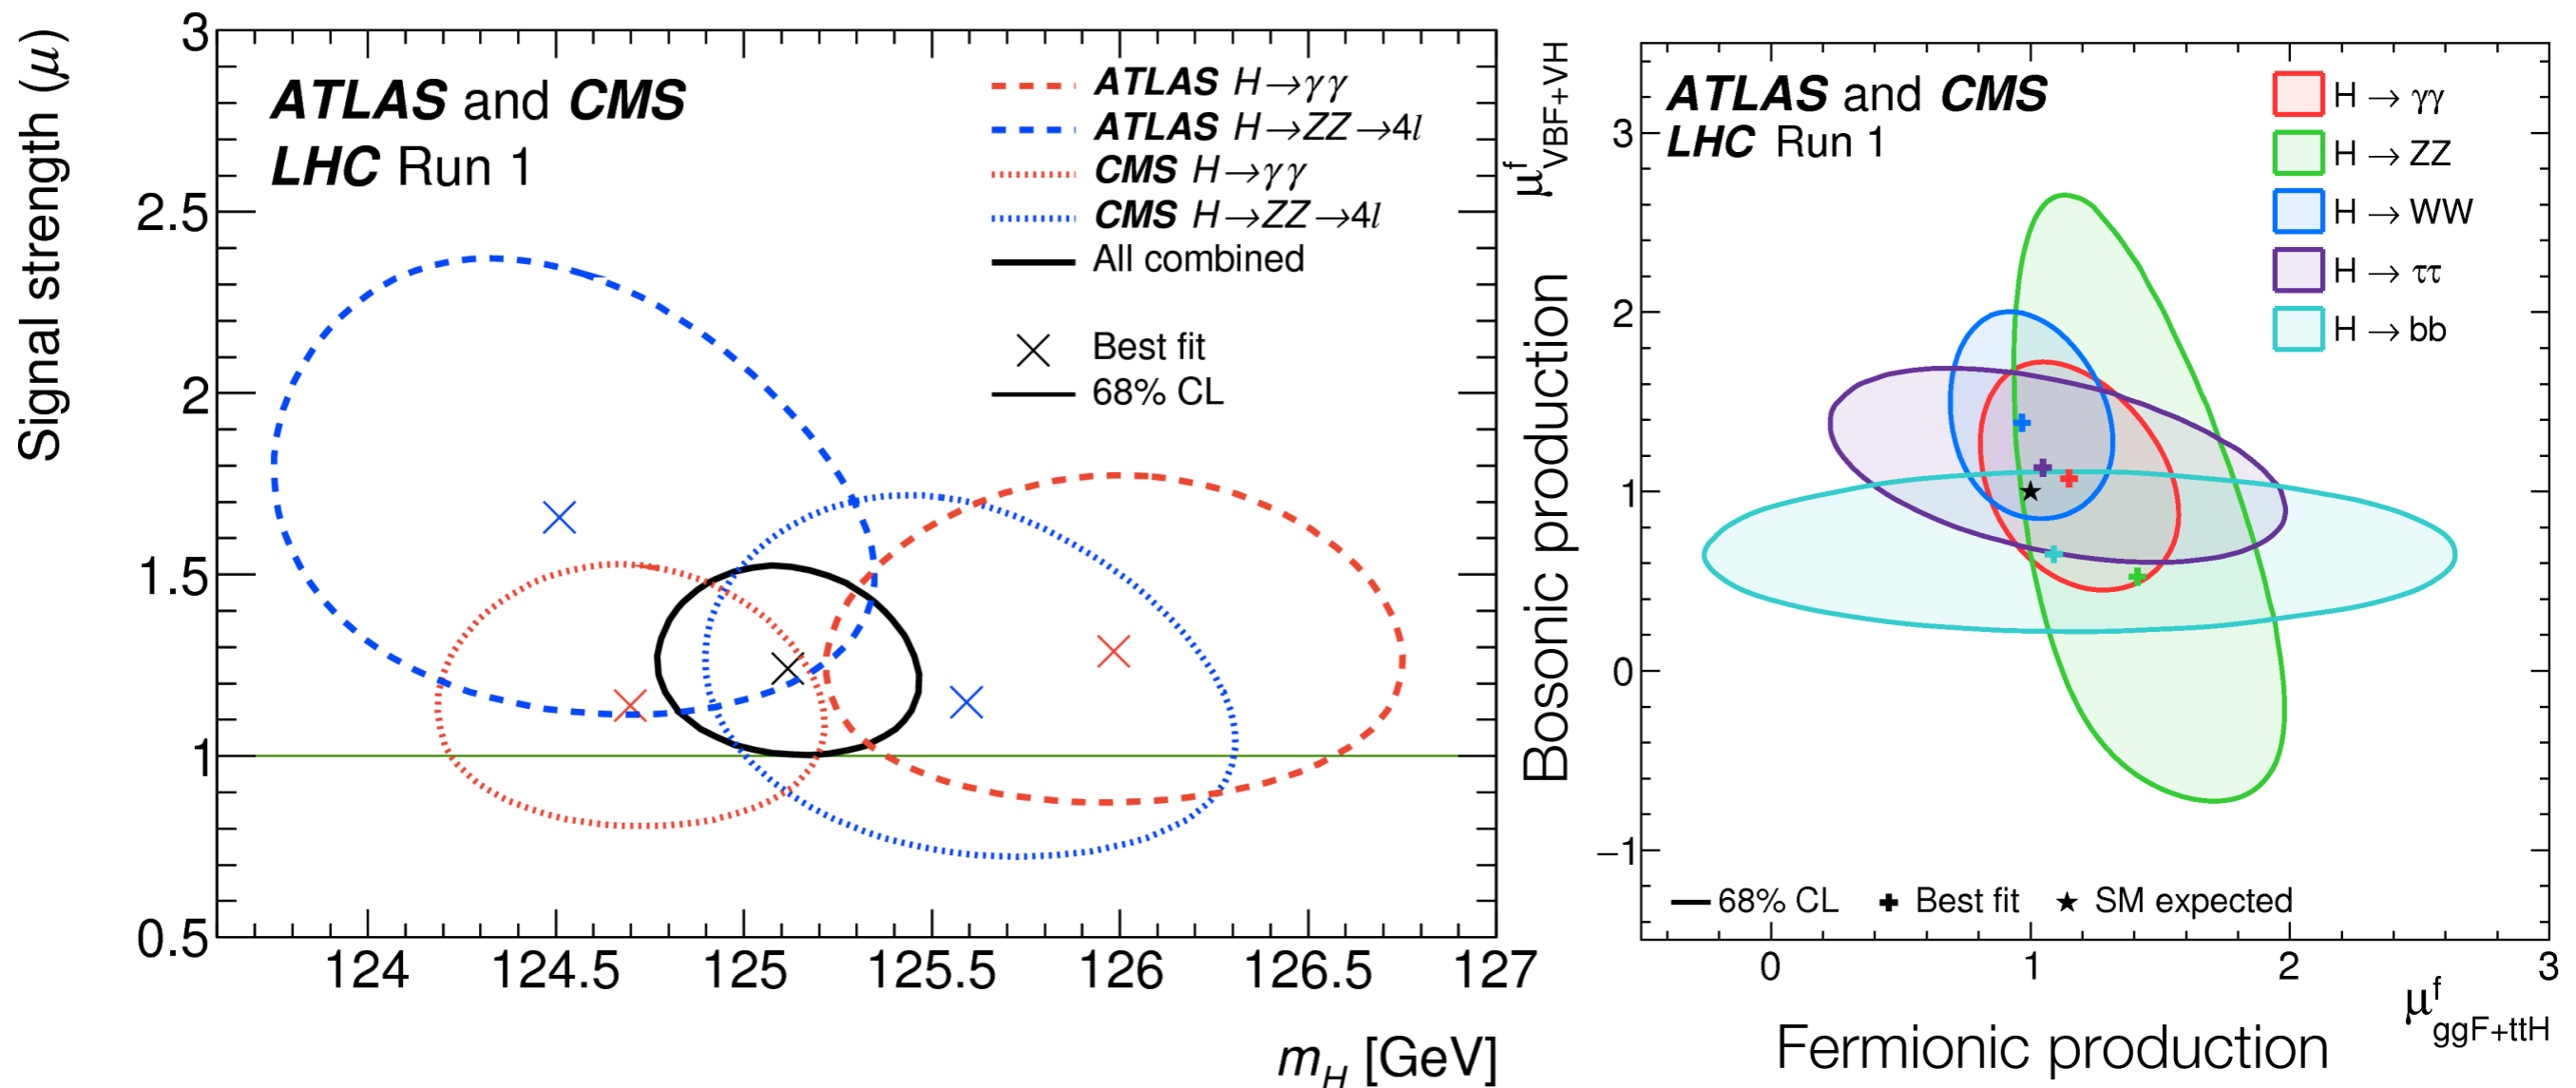 Signal strength (μ)
3
2.5
2
1.5
1
0.5
ATLAS and CMS
LHC Run 1
ATLAS H→γγ
ATLAS H→ZZ→4l
CMS H→γγ
CMS H→ZZ→4l
All combined
Best fit
68% CL
124 124.5 125 125.5 126 126.5 127
m_H [GeV]
Bosonic production μ^f_VBF+VH
3
2
1
0
−1
ATLAS and CMS
LHC Run 1
H → γγ
H → ZZ
H → WW
H → ττ
H → bb
68% CL Best fit SM expected
0 1 2 3
μ^f_ggF+ttH
Fermionic production